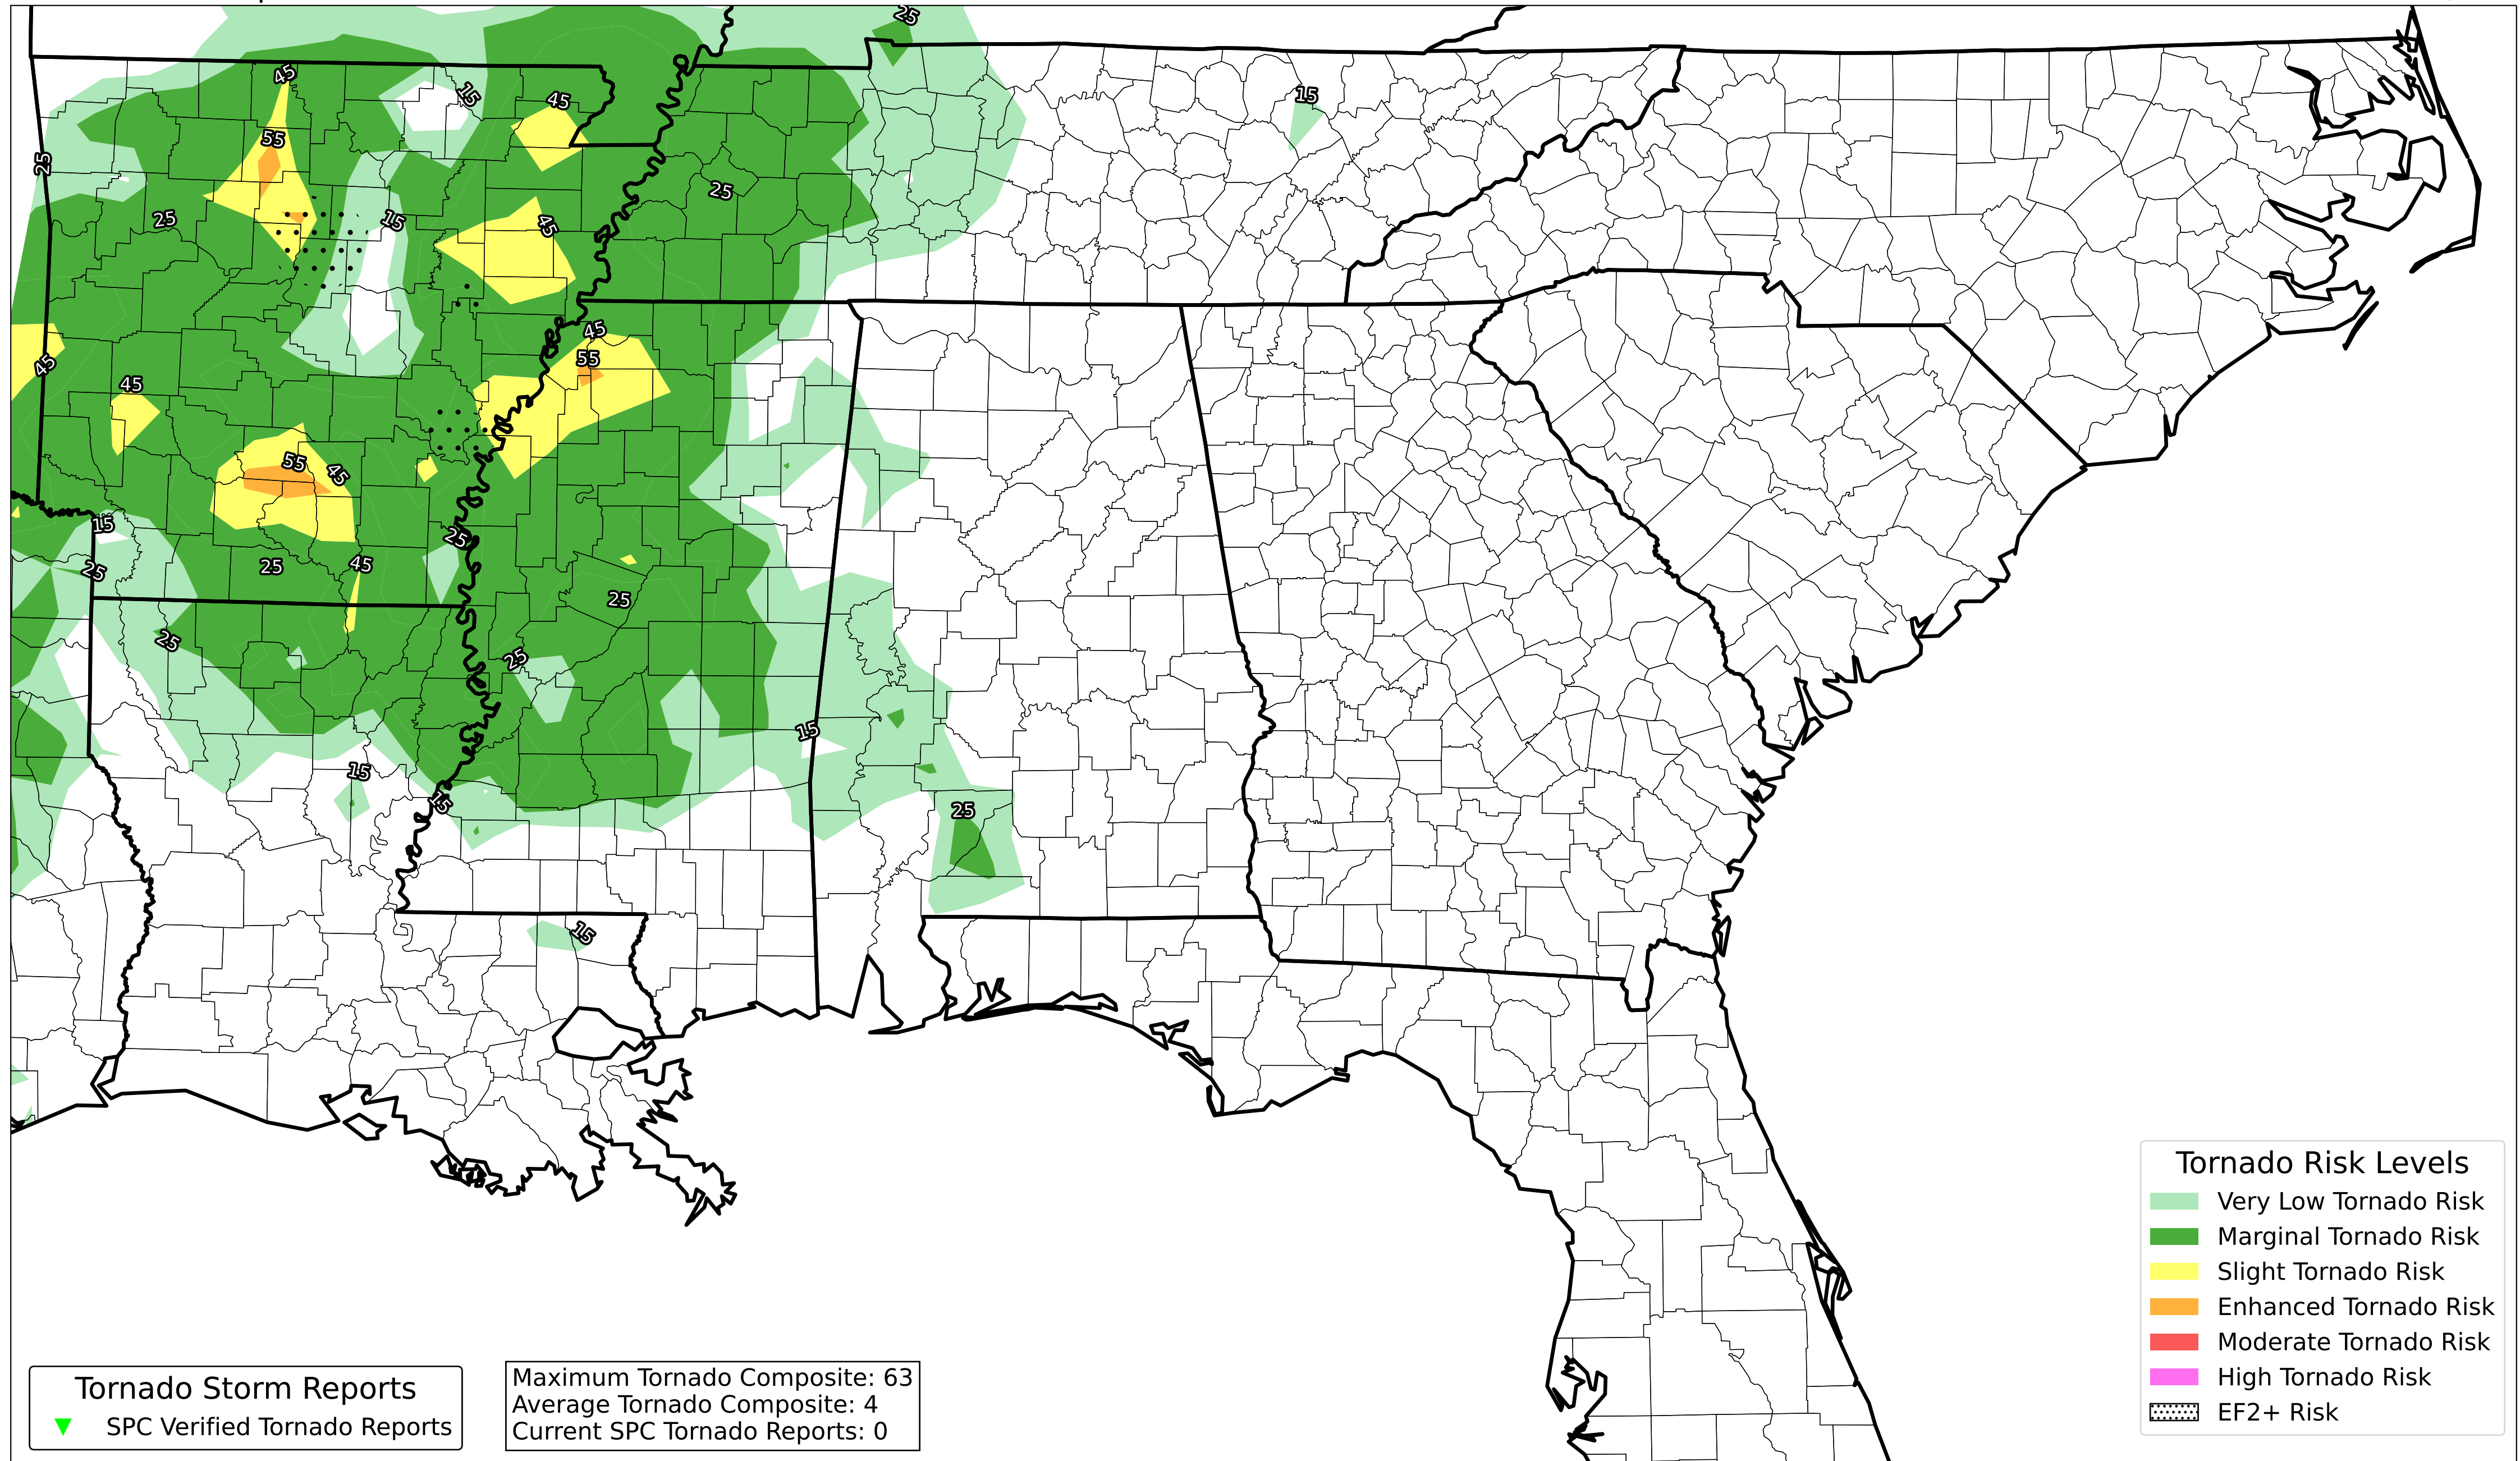 25
45
15
45
15
55
25
25
25
15
45
45
55
45
45
55
45
15
25
25
25
45
25
25
25
15
15
15
25
15
Tornado Risk Levels
Very Low Tornado Risk
Marginal Tornado Risk
Slight Tornado Risk
Enhanced Tornado Risk
Moderate Tornado Risk
High Tornado Risk
EF2+ Risk
Tornado Storm Reports
SPC Verified Tornado Reports
Maximum Tornado Composite: 63
Average Tornado Composite: 4
Current SPC Tornado Reports: 0